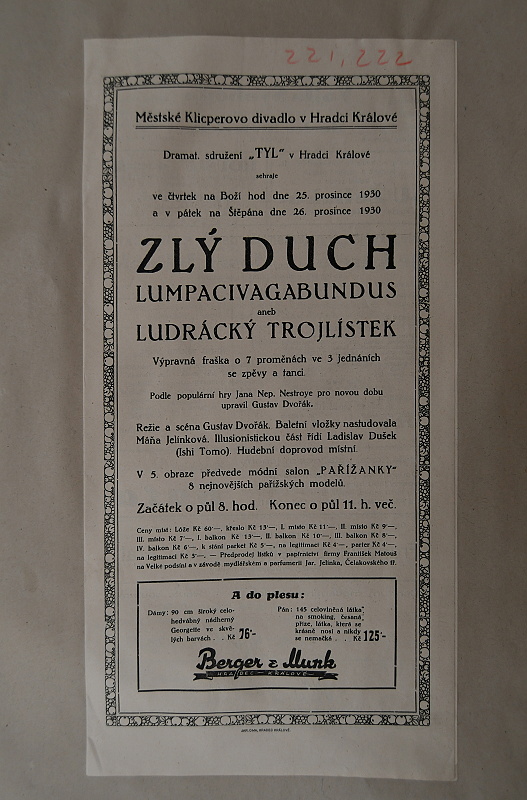 221, 222
Městské Klicperovo divadlo v Hradci Králové
Dramat. sdružení „TYL" v Hradci Králové
sehraje
ve čtvrtek na Boží hod dne 25. prosince 1930
a v pátek na Štěpána dne 26. prosince 1930
ZLÝ DUCH
LUMPACIVAGABUNDUS
aneb
LUDRÁCKÝ TROJLÍSTEK
Výpravná fraška o 7 proměnách ve 3 jednáních
se zpěvy a tanci.
Podle populární hry Jana Nep. Nestroye pro novou dobu
upravil Gustav Dvořák.
Režie a scéna Gustav Dvořák. Baletní vložky nastudovala
Máňa Jelínková. Illusionistickou část řídí Ladislav Dušek
(Ishi Tomo). Hudební doprovod místní.
V 5. obraze předvede módní salon „PAŘÍŽANKY"
8 nejnovějších pařížských modelů.
Začátek o půl 8. hod. Konec o půl 11. h. več.
Ceny míst: Lóže Kč 60·—, křeslo Kč 13·—, I. místo Kč 11·—, II. místo Kč 9·—,
III. místo Kč 7·—, I. balkon Kč 13·—, II. balkon Kč 10·—, III. balkon Kč 8·—,
IV. balkon Kč 6·—, k stání parket Kč 5·—, na legitimaci Kč 4·—, parter Kč 4·—,
na legitimaci Kč 3·—. — Předprodej lístků v papírnictví firmy František Matouš
na Velké podsíni a v závodě mydlářském a parfumerii Jar. Jelínka, Čelakovského tř.
A do plesu:
Dámy: 90 cm široký celo-
hedvábný nádherný
Georgette ve skvě-
lých barvách . . Kč 76·-
Pán: 145 celovlněná látka
na smoking, česaná
příze, látka, která se
krásně nosí a nikdy
se nemačká . . Kč 125·-
Berger & Munk
HRADEC - KRÁLOVÉ